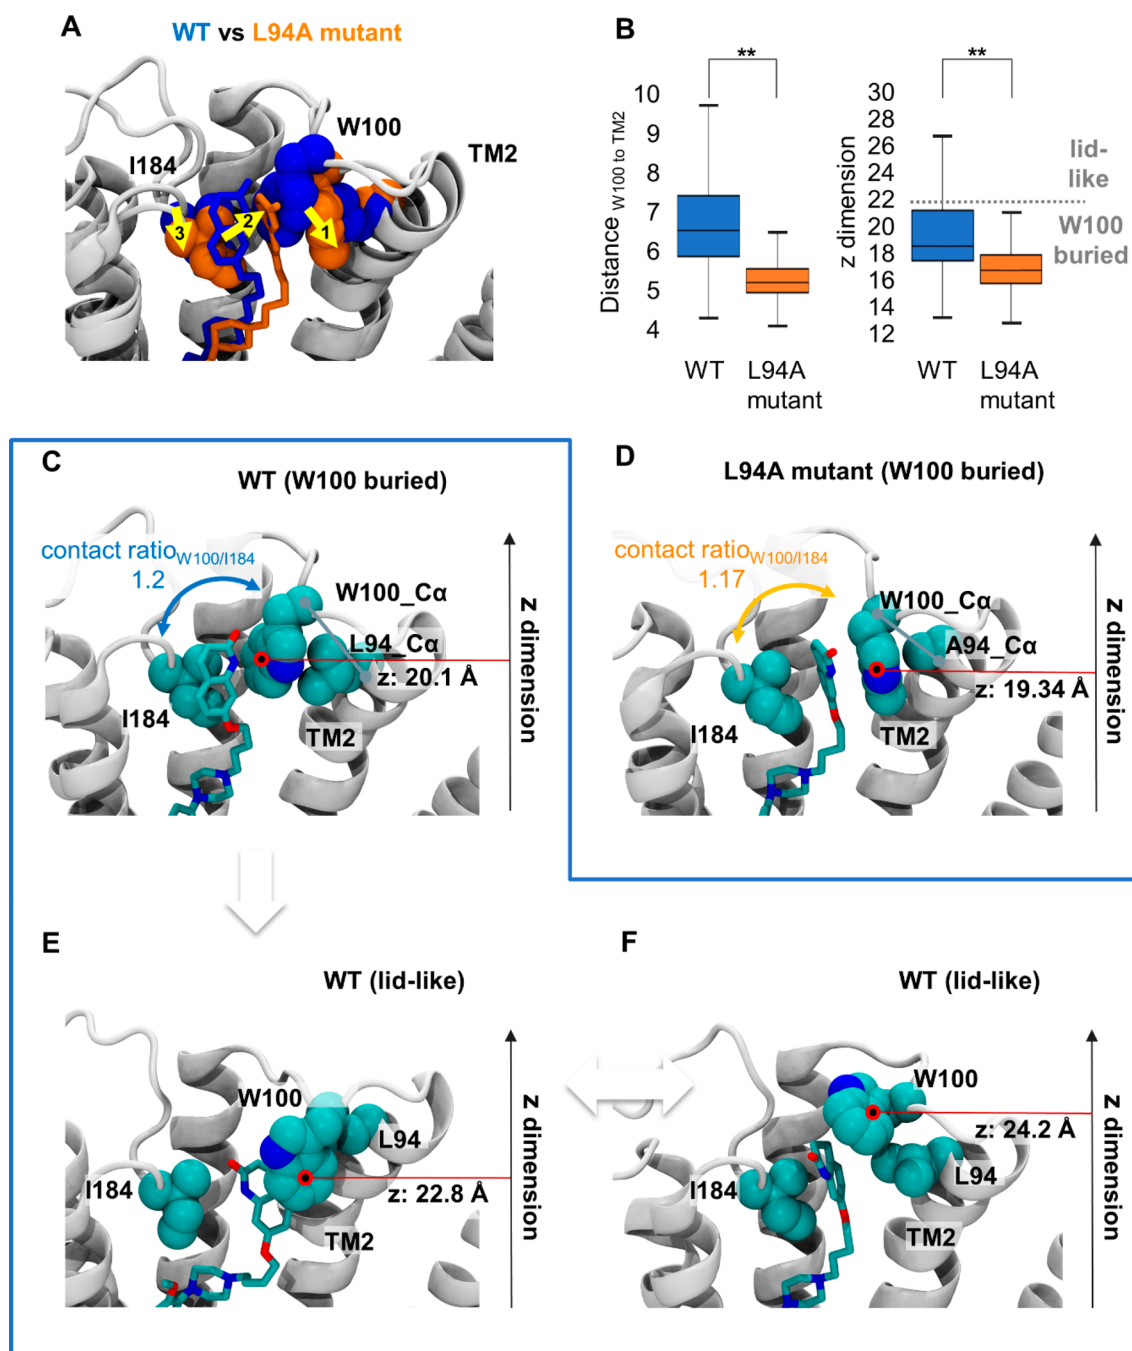 A
WT vs L94A mutant
W100
I184
TM2
3
2
1
B
**
**
Distance W100 to TM2
10
9
8
7
6
5
4
WT
L94A
mutant
z dimension
30
28
26
24
22
20
18
16
14
12
lid-
like
W100
buried
WT
L94A
mutant
C
WT (W100 buried)
contact ratio W100/I184
1.2
W100_Cα
L94_Cα
z: 20.1 Å
I184
TM2
z dimension
D
L94A mutant (W100 buried)
contact ratio W100/I184
1.17
W100_Cα
A94_Cα
z: 19.34 Å
I184
TM2
z dimension
E
WT (lid-like)
W100
L94
I184
z: 22.8 Å
TM2
z dimension
F
WT (lid-like)
W100
z: 24.2 Å
I184
L94
TM2
z dimension